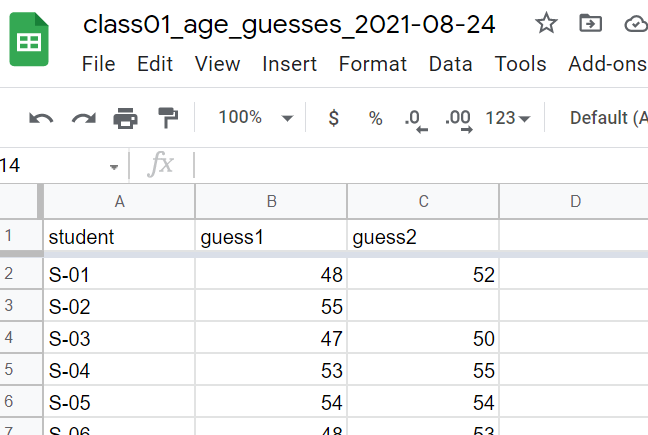 class01_age_guesses_2021-08-24
File Edit View Insert Format Data Tools Add-ons
100% $ % .0 .00 123 Default (A
14 fx
A B C D
1 student guess1 guess2
2 S-01 48 52
3 S-02 55
4 S-03 47 50
5 S-04 53 55
6 S-05 54 54
7 S-06 48 53